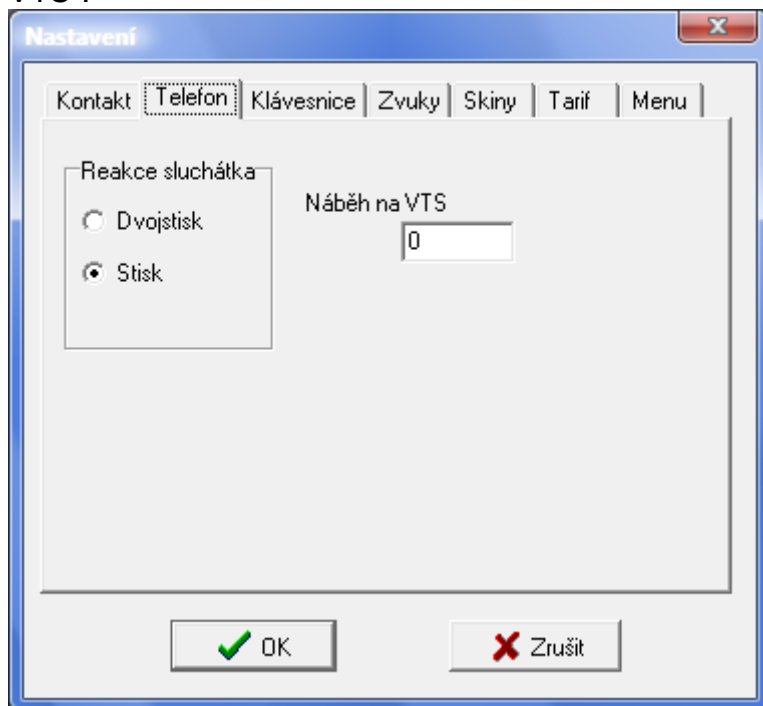 Nastavení
Kontakt Telefon Klávesnice Zvuky Skiny Tarif Menu
Reakce sluchátka
Náběh na VTS
Dvojstisk
0
Stisk
OK Zrušit